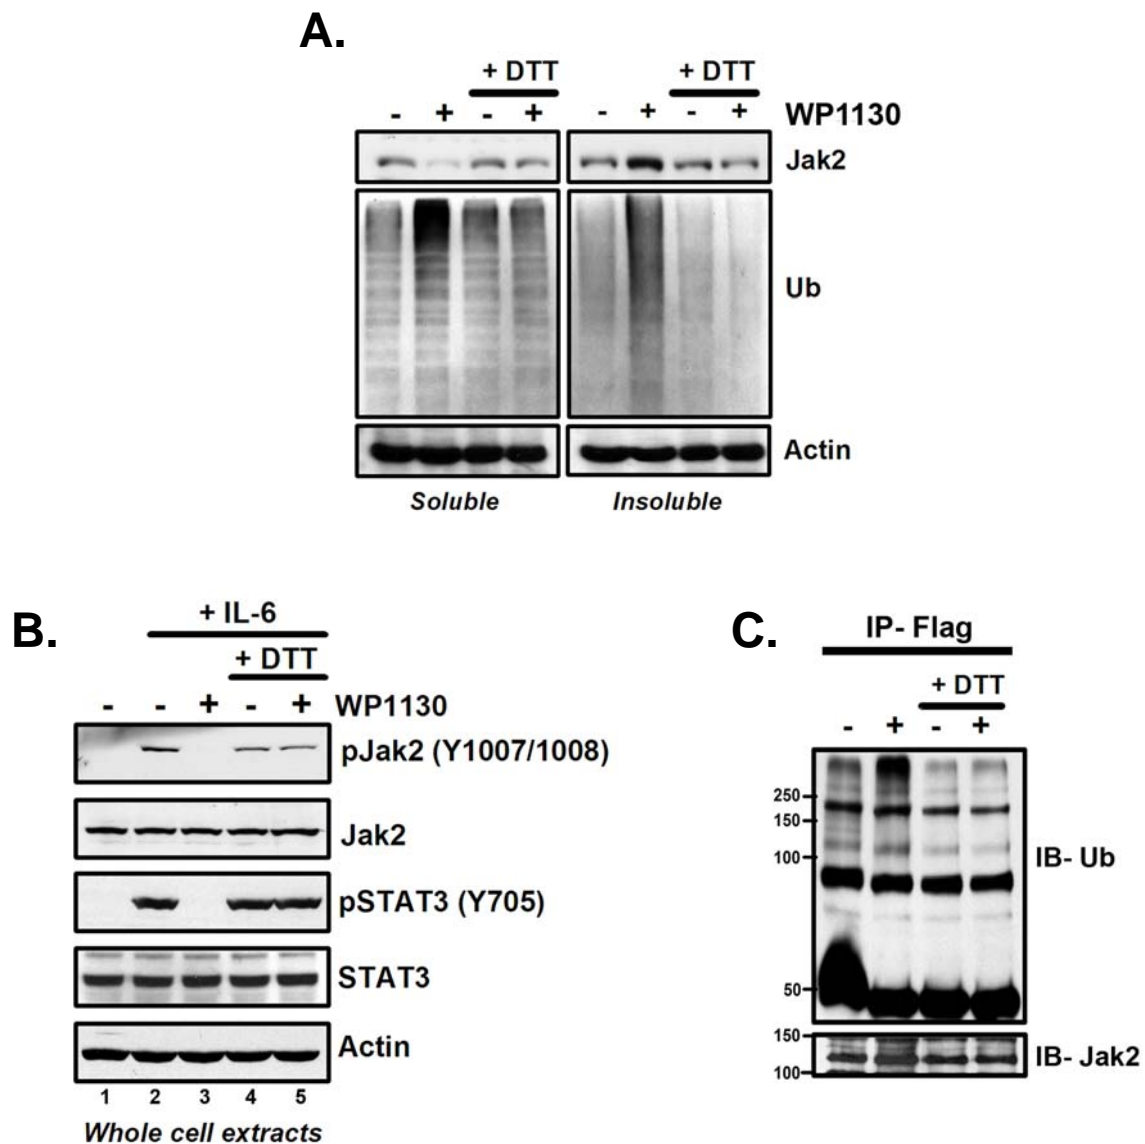 A.
+ DTT + DTT
- + - + - + - + WP1130
Jak2
Ub
Actin
Soluble Insoluble
B.
+ IL-6
+ DTT
- - + - + WP1130
pJak2 (Y1007/1008)
Jak2
pSTAT3 (Y705)
STAT3
Actin
1 2 3 4 5
Whole cell extracts
C.
IP- Flag
+ DTT
- + - +
250
150
100
IB- Ub
50
150
IB- Jak2
100